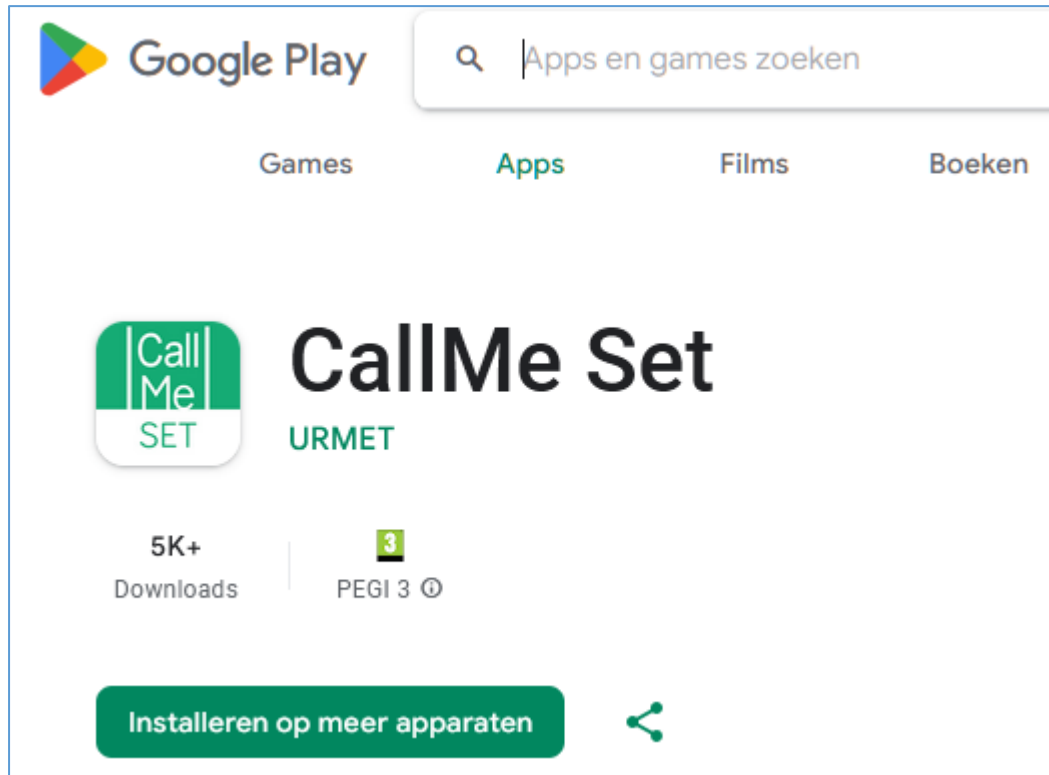 Google Play
Apps en games zoeken
Games Apps Films Boeken
Call
Me
SET
CallMe Set
URMET
5K+
Downloads
3
PEGI 3
Installeren op meer apparaten